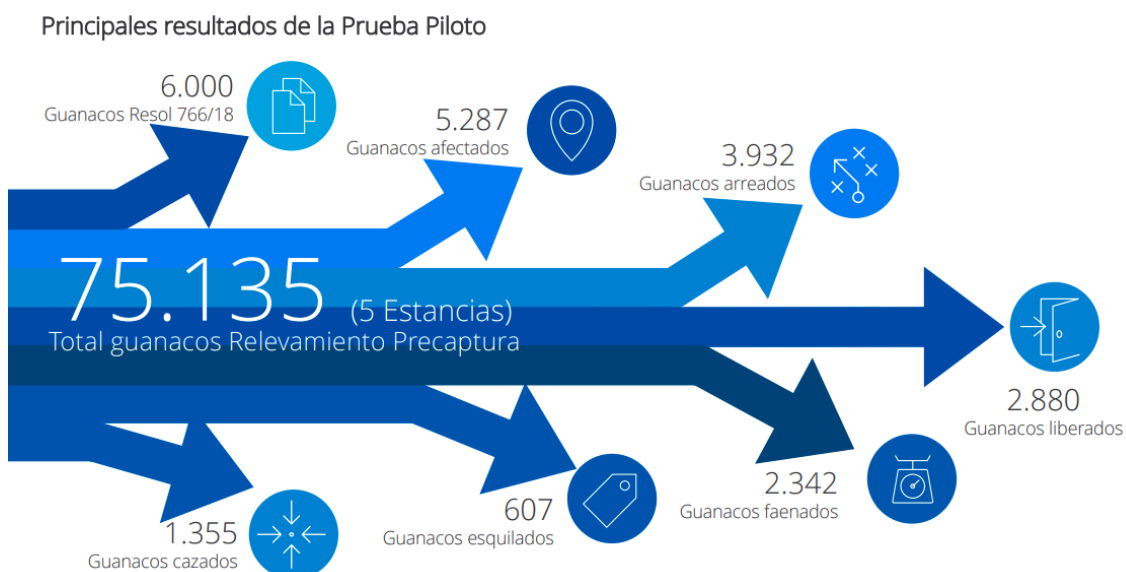 Principales resultados de la Prueba Piloto
6.000
Guanacos Resol 766/18
5.287
Guanacos afectados
3.932
Guanacos arreados
75.135 (5 Estancias)
Total guanacos Relevamiento Precaptura
2.880
Guanacos liberados
2.342
Guanacos faenados
607
Guanacos esquilados
1.355
Guanacos cazados